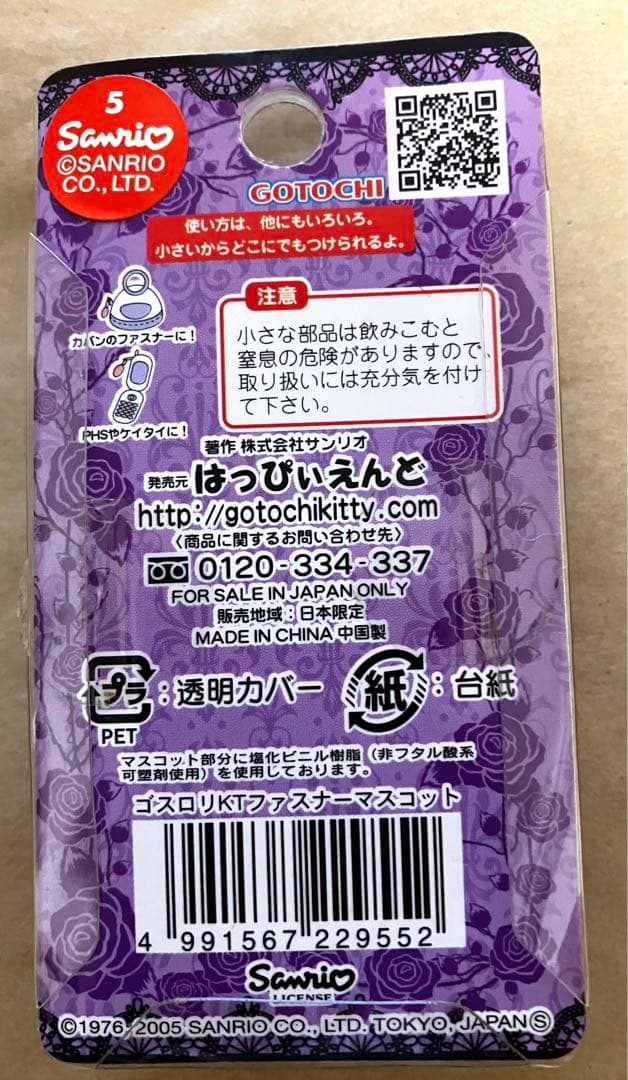 5
Sanrio
©SANRIO
CO., LTD.
GOTOCHI
使い方は、他にもいろいろ。
小さいからどこにでもつけられるよ。
カバンのファスナーに!
PHSやケイタイに!
注意
小さな部品は飲みこむと
窒息の危険がありますので、
取り扱いには充分気を付け
て下さい。
著作 株式会社サンリオ
発売元 はっぴぃえんど
http://gotochikitty.com
〈商品に関するお問い合わせ先〉
0120-334-337
FOR SALE IN JAPAN ONLY
販売地域:日本限定
MADE IN CHINA 中国製
プラ:透明カバー 紙:台紙
PET
マスコット部分に塩化ビニル樹脂(非フタル酸系
可塑剤使用)を使用しております。
ゴスロリKTファスナーマスコット
4 991567 229552
Sanrio
LICENSE
©1976, 2005 SANRIO CO., LTD. TOKYO, JAPAN Ⓢ